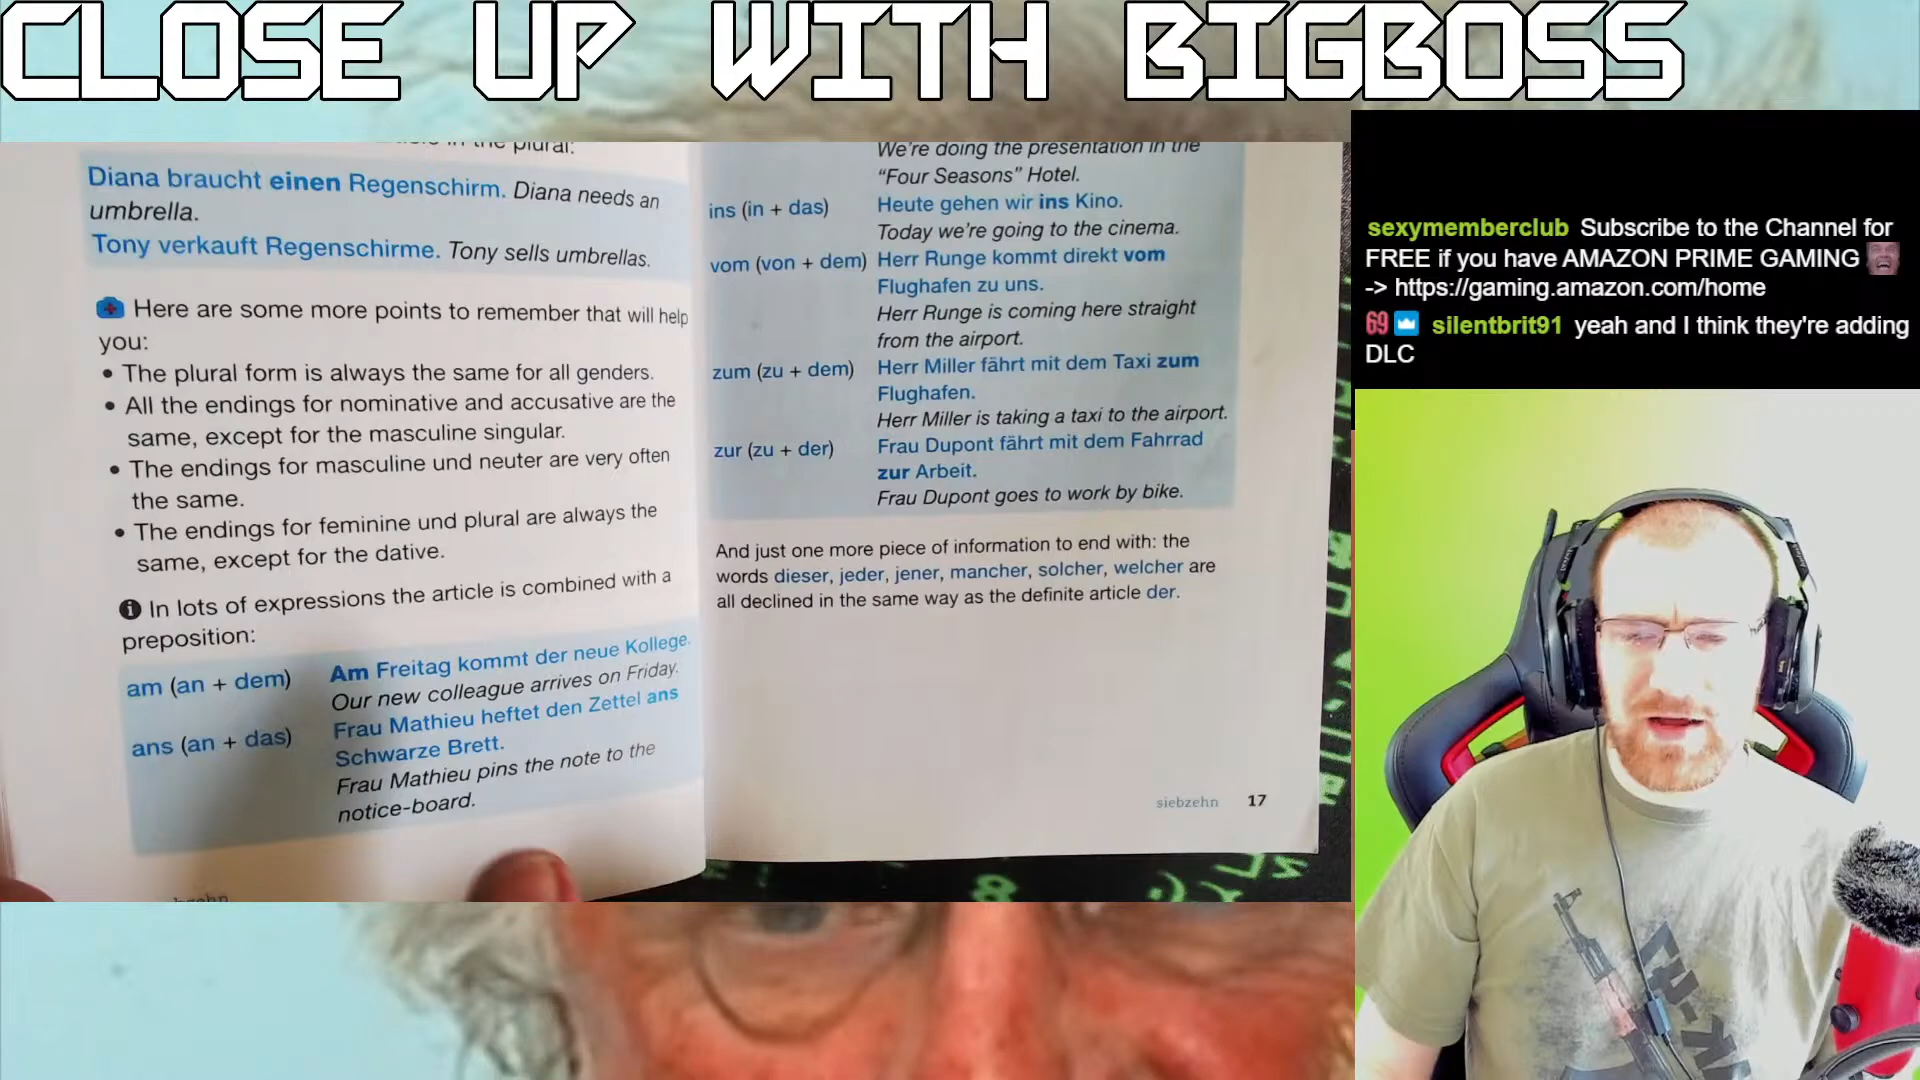 CLOSE UP WITH BIGBOSS
in the plural:
Diana braucht einen Regenschirm. Diana needs an
umbrella.
Tony verkauft Regenschirme. Tony sells umbrellas.
Here are some more points to remember that will help
you:
• The plural form is always the same for all genders.
• All the endings for nominative and accusative are the
same, except for the masculine singular.
• The endings for masculine und neuter are very often
the same.
• The endings for feminine und plural are always the
same, except for the dative.
In lots of expressions the article is combined with a
preposition:
am (an + dem) Am Freitag kommt der neue Kollege.
Our new colleague arrives on Friday.
ans (an + das) Frau Mathieu heftet den Zettel ans
Schwarze Brett.
Frau Mathieu pins the note to the
notice-board.
We're doing the presentation in the
"Four Seasons" Hotel.
ins (in + das) Heute gehen wir ins Kino.
Today we're going to the cinema.
vom (von + dem) Herr Runge kommt direkt vom
Flughafen zu uns.
Herr Runge is coming here straight
from the airport.
zum (zu + dem) Herr Miller fährt mit dem Taxi zum
Flughafen.
Herr Miller is taking a taxi to the airport.
zur (zu + der) Frau Dupont fährt mit dem Fahrrad
zur Arbeit.
Frau Dupont goes to work by bike.
And just one more piece of information to end with: the
words dieser, jeder, jener, mancher, solcher, welcher are
all declined in the same way as the definite article der.
siebzehn 17
sexymemberclub Subscribe to the Channel for
FREE if you have AMAZON PRIME GAMING
-> https://gaming.amazon.com/home
69 silentbrit91 yeah and I think they're adding
DLC